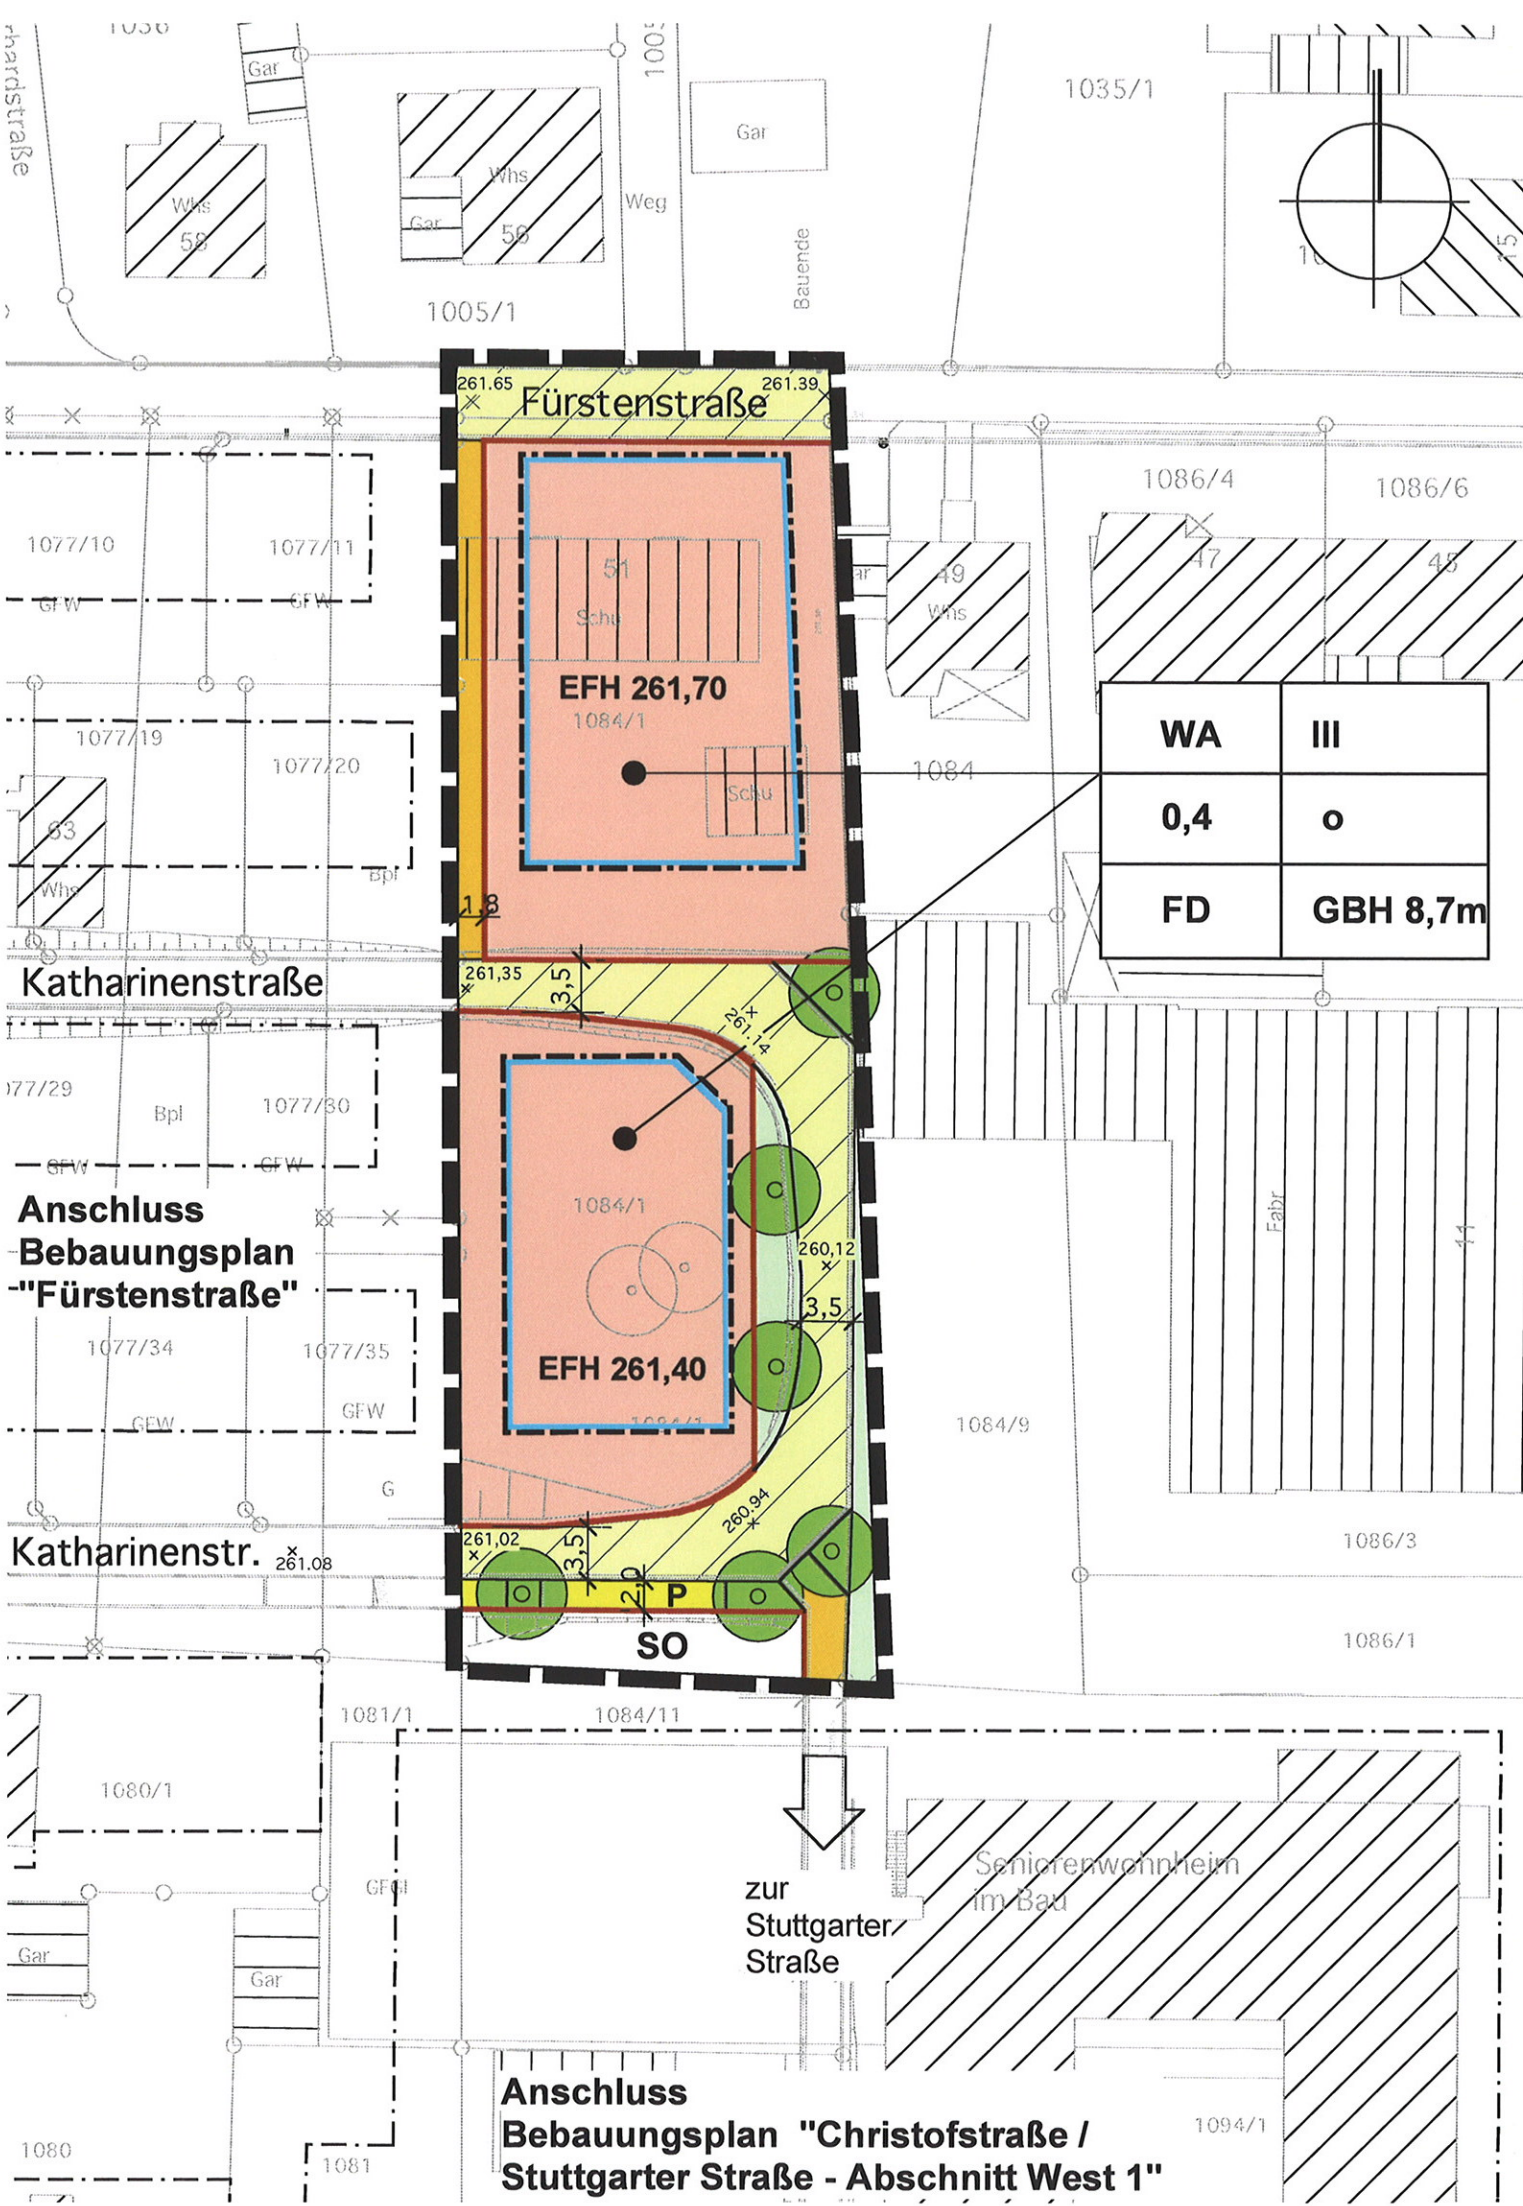 1036
Gar
1005
1035/1
rhardstraße
Gar
Whs
58
Whs
Gar
56
Weg
Bauende
15
1005/1
261.65
261.39
Fürstenstraße
1086/4
1086/6
1077/10
1077/11
GFW
GFW
51
Schu
49
Whs
47
45
EFH 261,70
1084/1
1077/19
1077/20
Schu
1084
WA
III
0,4
o
FD
GBH 8,7m
63
Whs
Bpl
1,8
Katharinenstraße
261,35
3,5
261.14
1077/30
Bpl
GFW
GFW
1084/1
Anschluss
Bebauungsplan
"Fürstenstraße"
260,12
3,5
Fabr
11
1077/34
1077/35
EFH 261,40
GFW
GFW
1084/1
1084/9
G
260.94
Katharinenstr.
261.08
261,02
3,5
2,0
P
SO
1086/3
1086/1
1081/1
1084/11
1080/1
Seniorenwohnheim
im Bau
zur
Stuttgarter
Straße
Gar
Gar
Anschluss
Bebauungsplan "Christofstraße /
Stuttgarter Straße - Abschnitt West 1"
1094/1
1080
1081